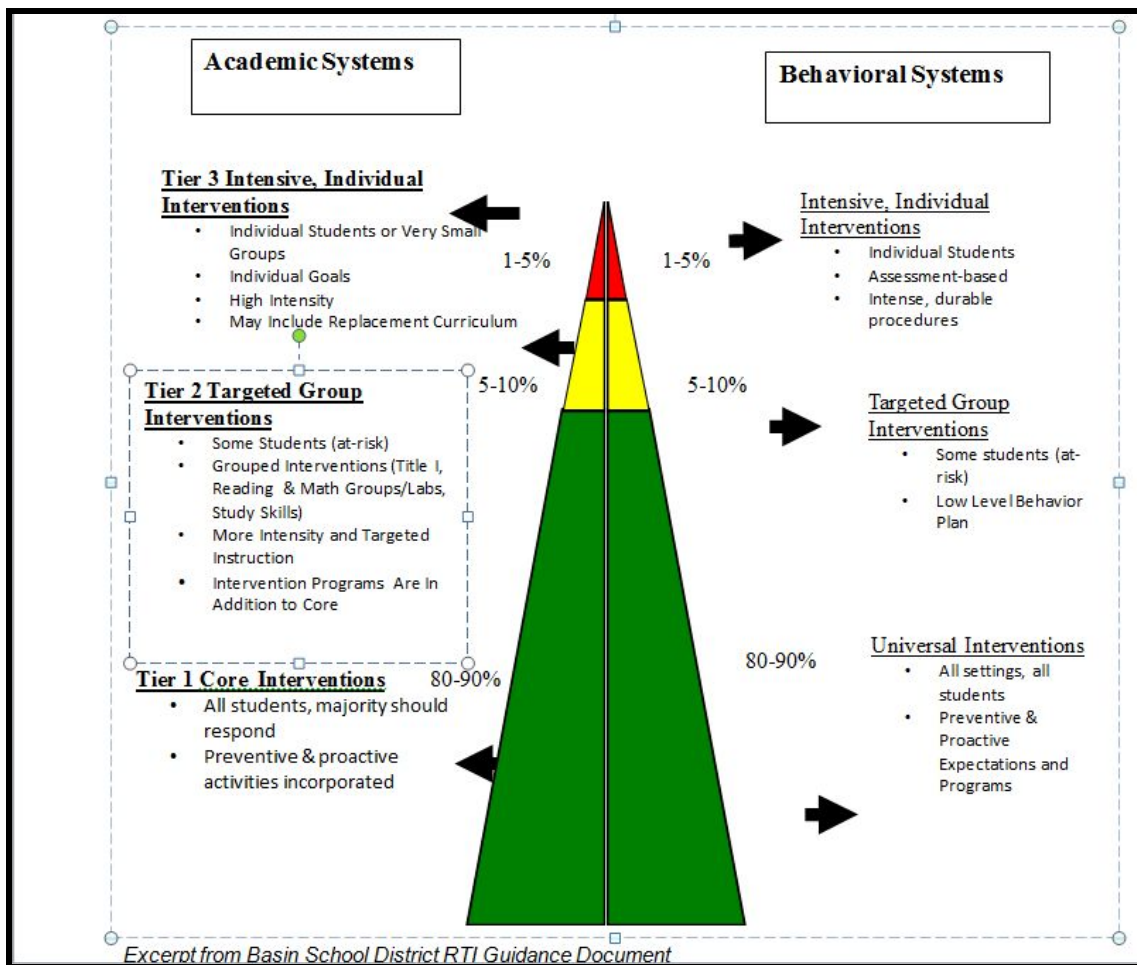 Academic Systems
Behavioral Systems
Tier 3 Intensive, Individual
Interventions
• Individual Students or Very Small
Groups
• Individual Goals
• High Intensity
• May Include Replacement Curriculum
1-5%
1-5%
Intensive, Individual
Interventions
• Individual Students
• Assessment-based
• Intense, durable
procedures
Tier 2 Targeted Group
Interventions
• Some Students (at-risk)
• Grouped Interventions (Title I,
Reading & Math Groups/Labs,
Study Skills)
• More Intensity and Targeted
Instruction
• Intervention Programs Are In
Addition to Core
5-10%
5-10%
Targeted Group
Interventions
• Some students (at-
risk)
• Low Level Behavior
Plan
Tier 1 Core Interventions
• All students, majority should
respond
• Preventive & proactive
activities incorporated
80-90%
80-90%
Universal Interventions
• All settings, all
students
• Preventive &
Proactive
Expectations and
Programs
Excerpt from Basin School District RTI Guidance Document